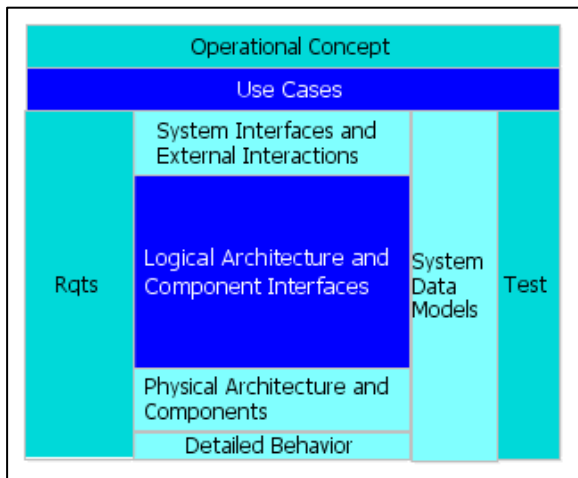 Operational Concept
Use Cases
System Interfaces and
External Interactions
Rqts
Logical Architecture and
Component Interfaces
System
Data
Models
Test
Physical Architecture and
Components
Detailed Behavior